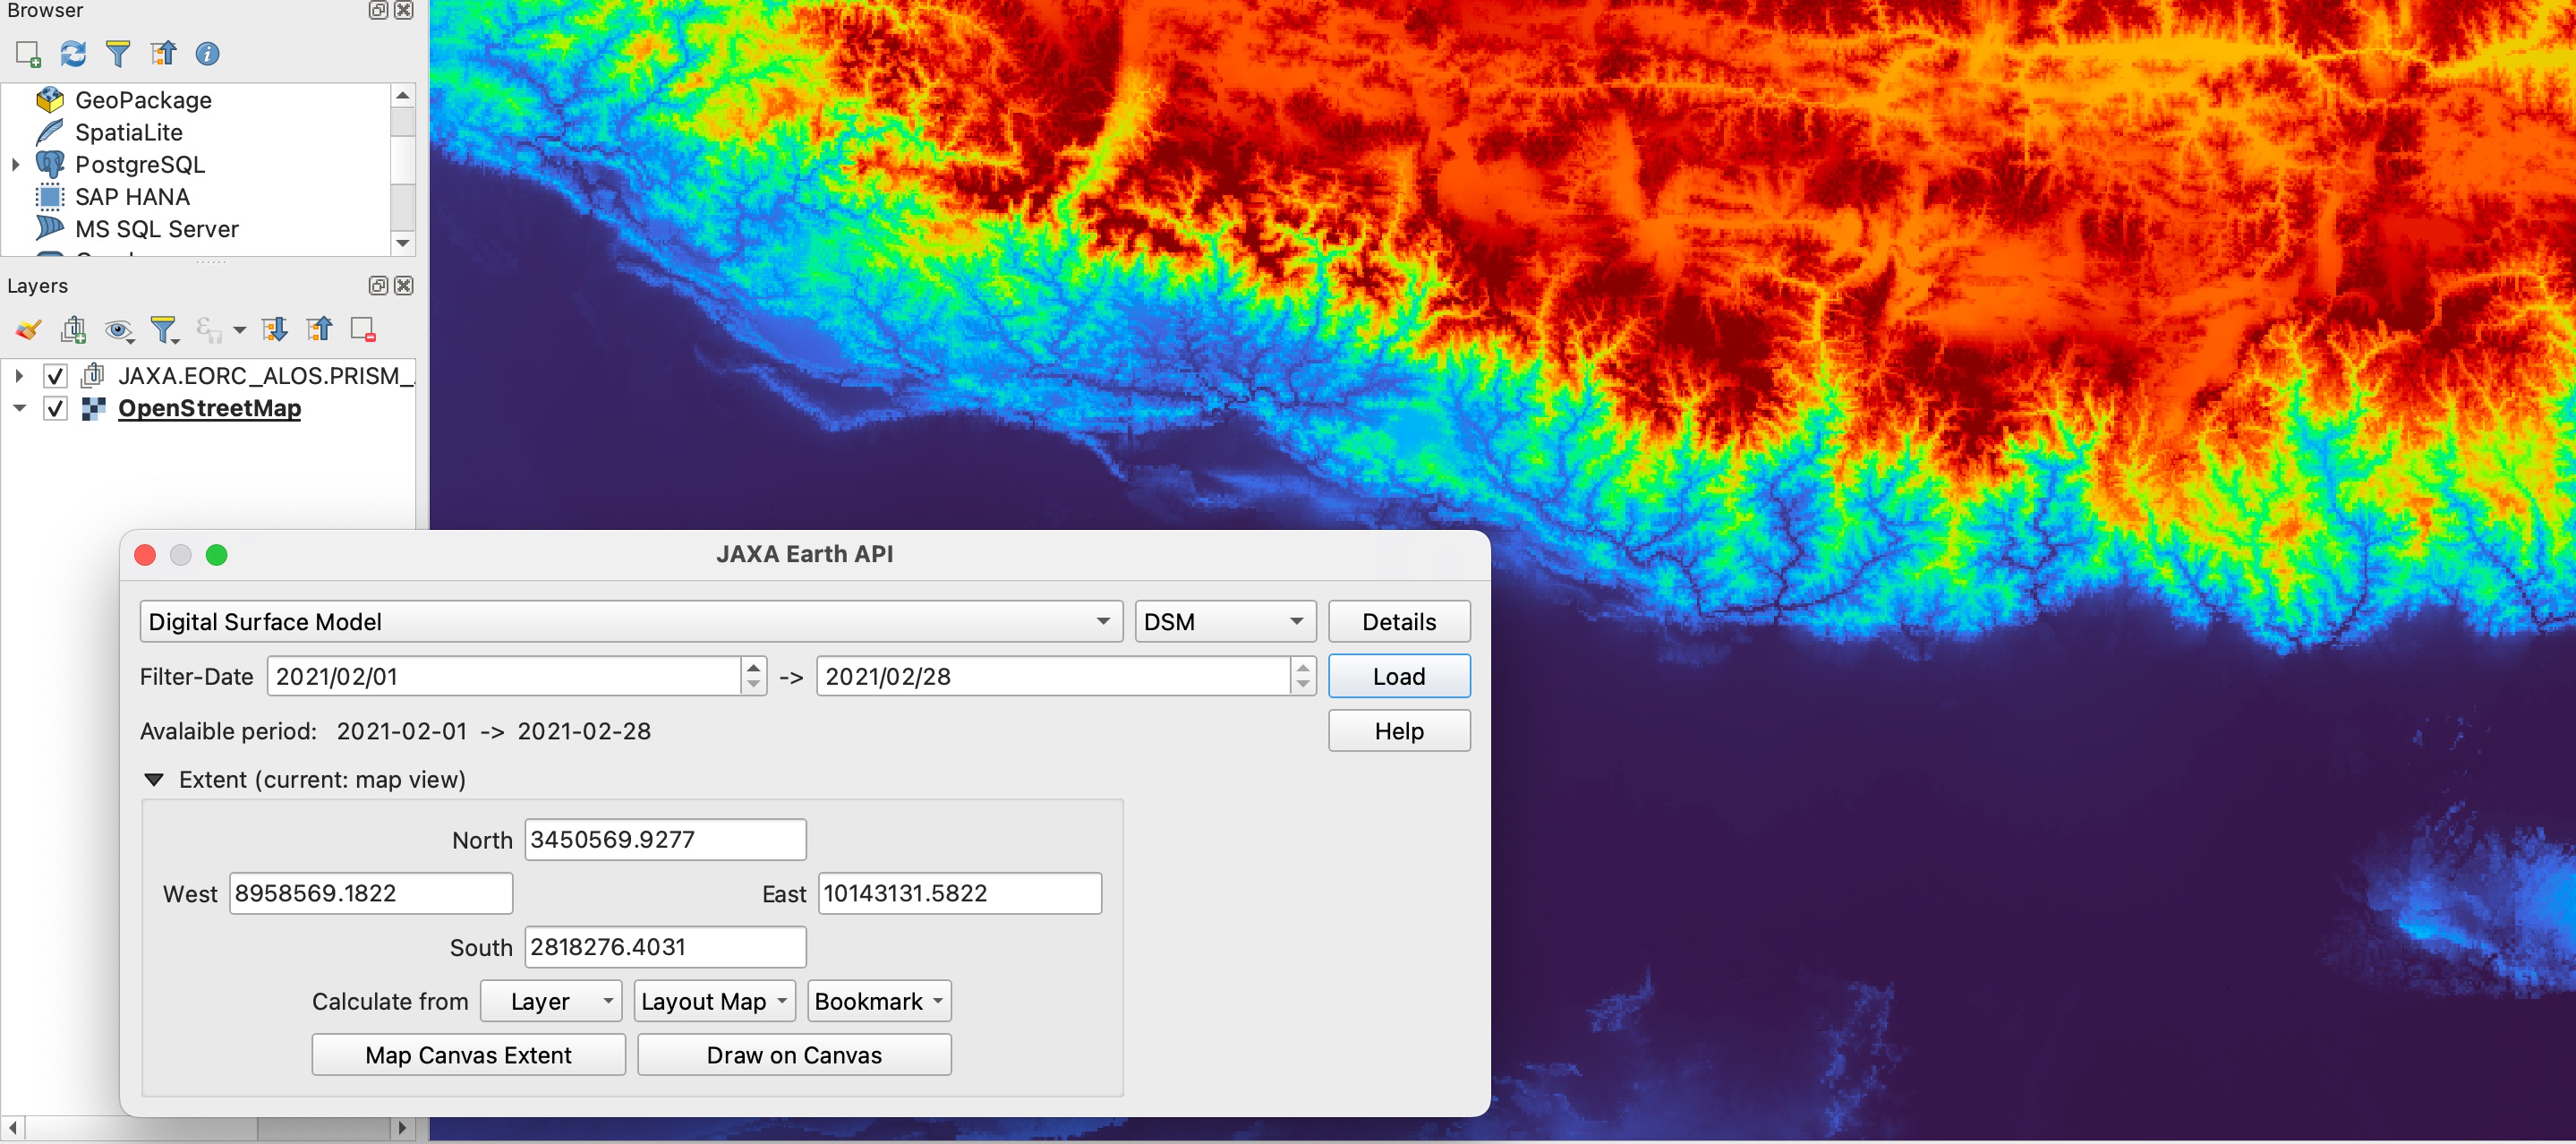 Browser
GeoPackage
SpatiaLite
PostgreSQL
SAP HANA
MS SQL Server
Layers
JAXA.EORC_ALOS.PRISM_
OpenStreetMap
JAXA Earth API
Digital Surface Model DSM Details
Filter-Date 2021/02/01 -> 2021/02/28 Load
Avalaible period: 2021-02-01 -> 2021-02-28 Help
Extent (current: map view)
North 3450569.9277
West 8958569.1822 East 10143131.5822
South 2818276.4031
Calculate from Layer Layout Map Bookmark
Map Canvas Extent Draw on Canvas